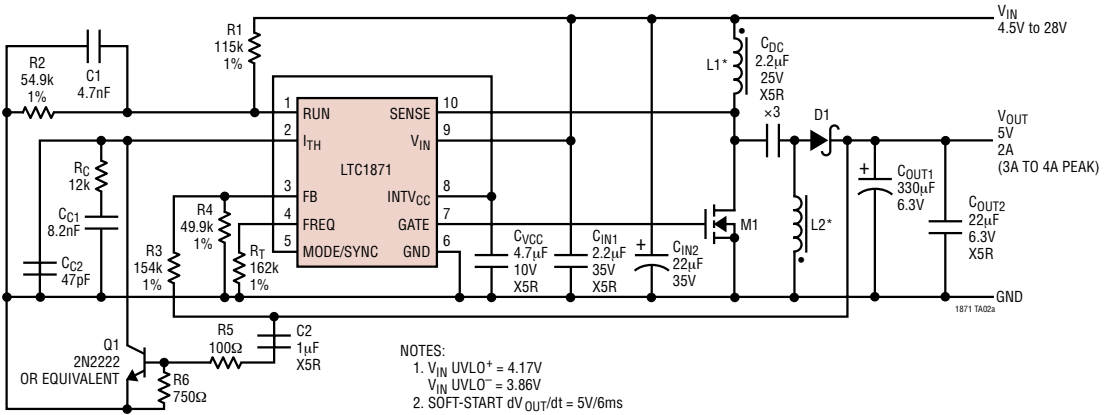 R1
115k
1%
R2
54.9k
1%
C1
4.7nF
VIN
4.5V to 28V
L1*
CDC
2.2µF
25V
X5R
×3
D1
VOUT
5V
2A
(3A TO 4A PEAK)
1
RUN
SENSE
10
2
ITH
VIN
9
LTC1871
3
FB
INTVCC
8
4
FREQ
GATE
7
5
MODE/SYNC
GND
6
RC
12k
CC1
8.2nF
CC2
47pF
R3
154k
1%
R4
49.9k
1%
RT
162k
1%
CVCC
4.7µF
10V
X5R
CIN1
2.2µF
35V
X5R
+
CIN2
22µF
35V
M1
L2*
+
COUT1
330µF
6.3V
COUT2
22µF
6.3V
X5R
GND
1871 TA02a
Q1
2N2222
OR EQUIVALENT
R5
100Ω
R6
750Ω
C2
1µF
X5R
NOTES:
1. VIN UVLO+ = 4.17V
VIN UVLO– = 3.86V
2. SOFT-START dVOUT/dt = 5V/6ms